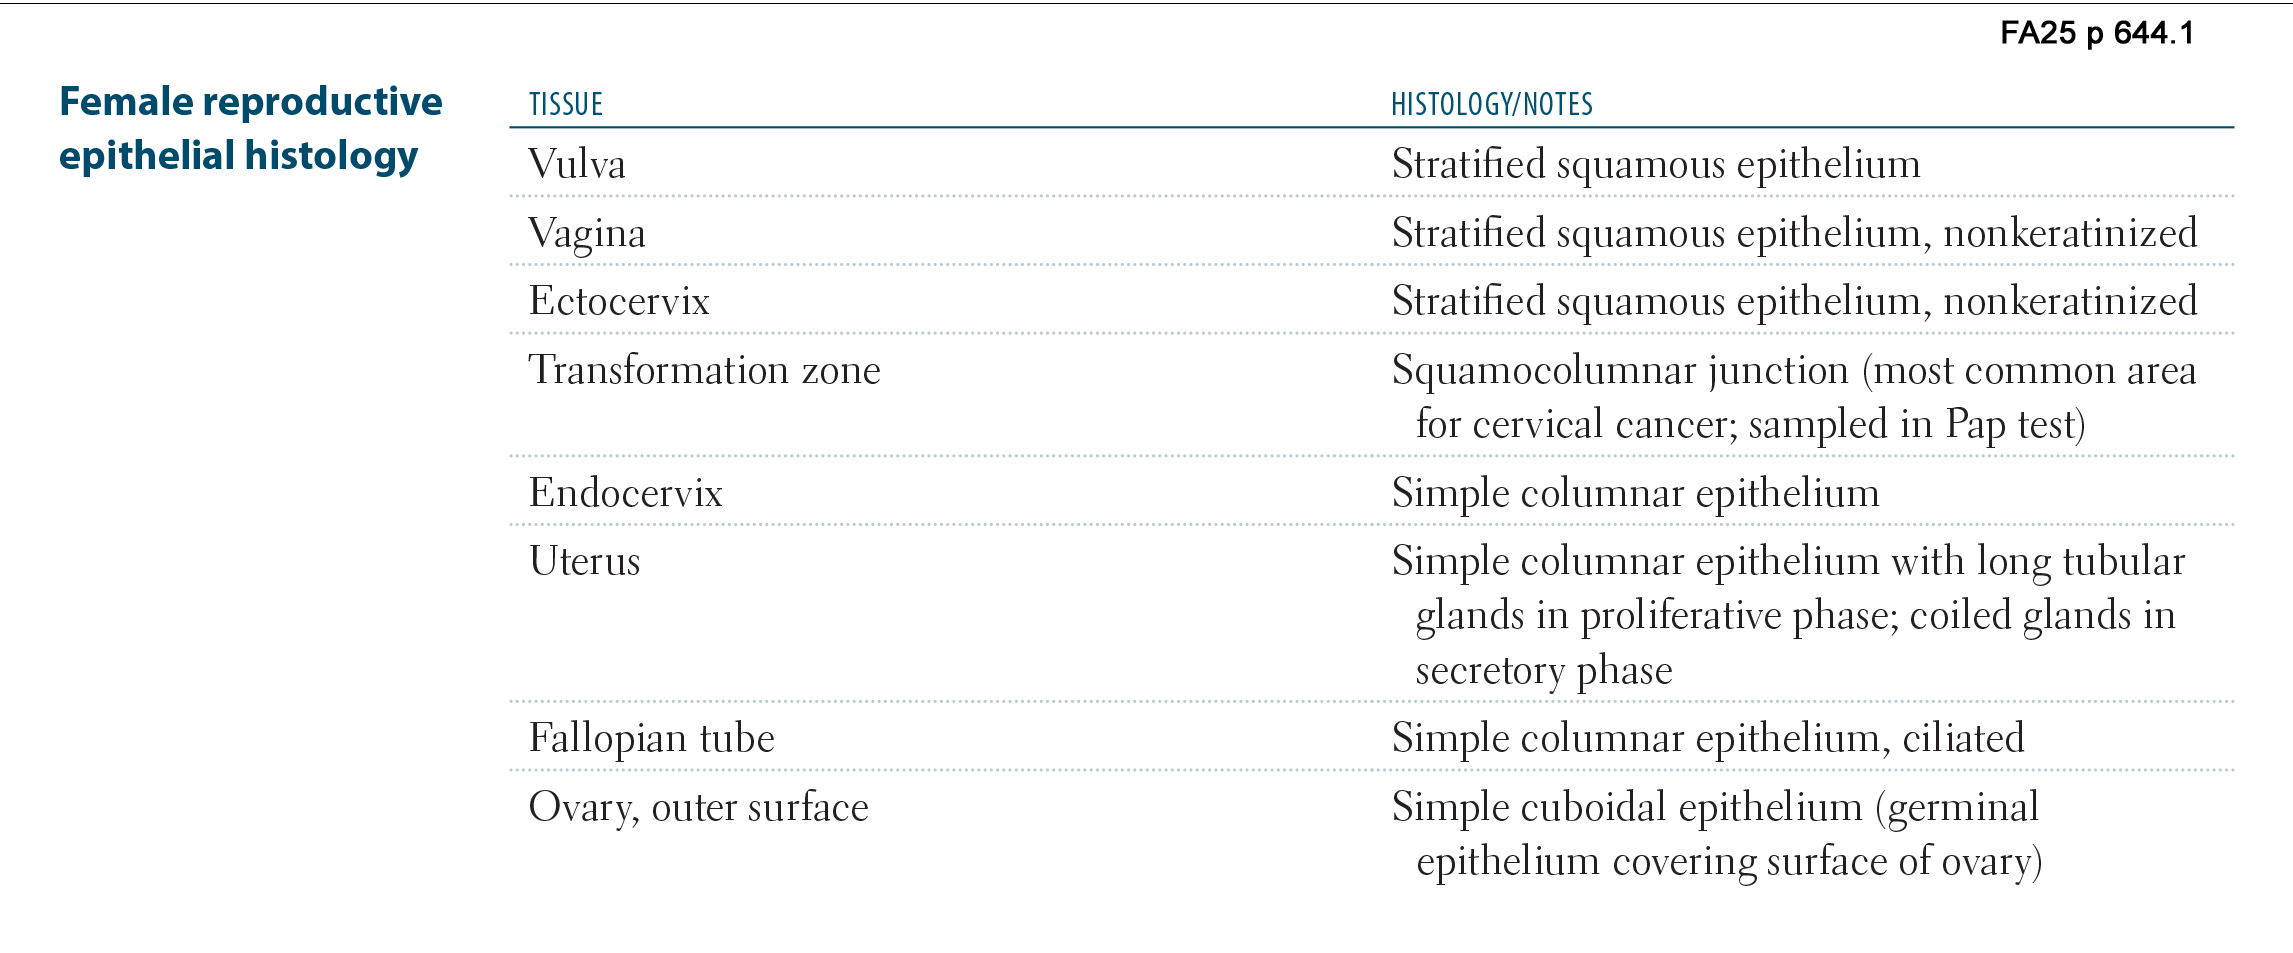 FA25 p 644.1
Female reproductive
epithelial histology
TISSUE
HISTOLOGY/NOTES
Vulva
Stratified squamous epithelium
Vagina
Stratified squamous epithelium, nonkeratinized
Ectocervix
Stratified squamous epithelium, nonkeratinized
Transformation zone
Squamocolumnar junction (most common area
for cervical cancer; sampled in Pap test)
Endocervix
Simple columnar epithelium
Uterus
Simple columnar epithelium with long tubular
glands in proliferative phase; coiled glands in
secretory phase
Fallopian tube
Simple columnar epithelium, ciliated
Ovary, outer surface
Simple cuboidal epithelium (germinal
epithelium covering surface of ovary)